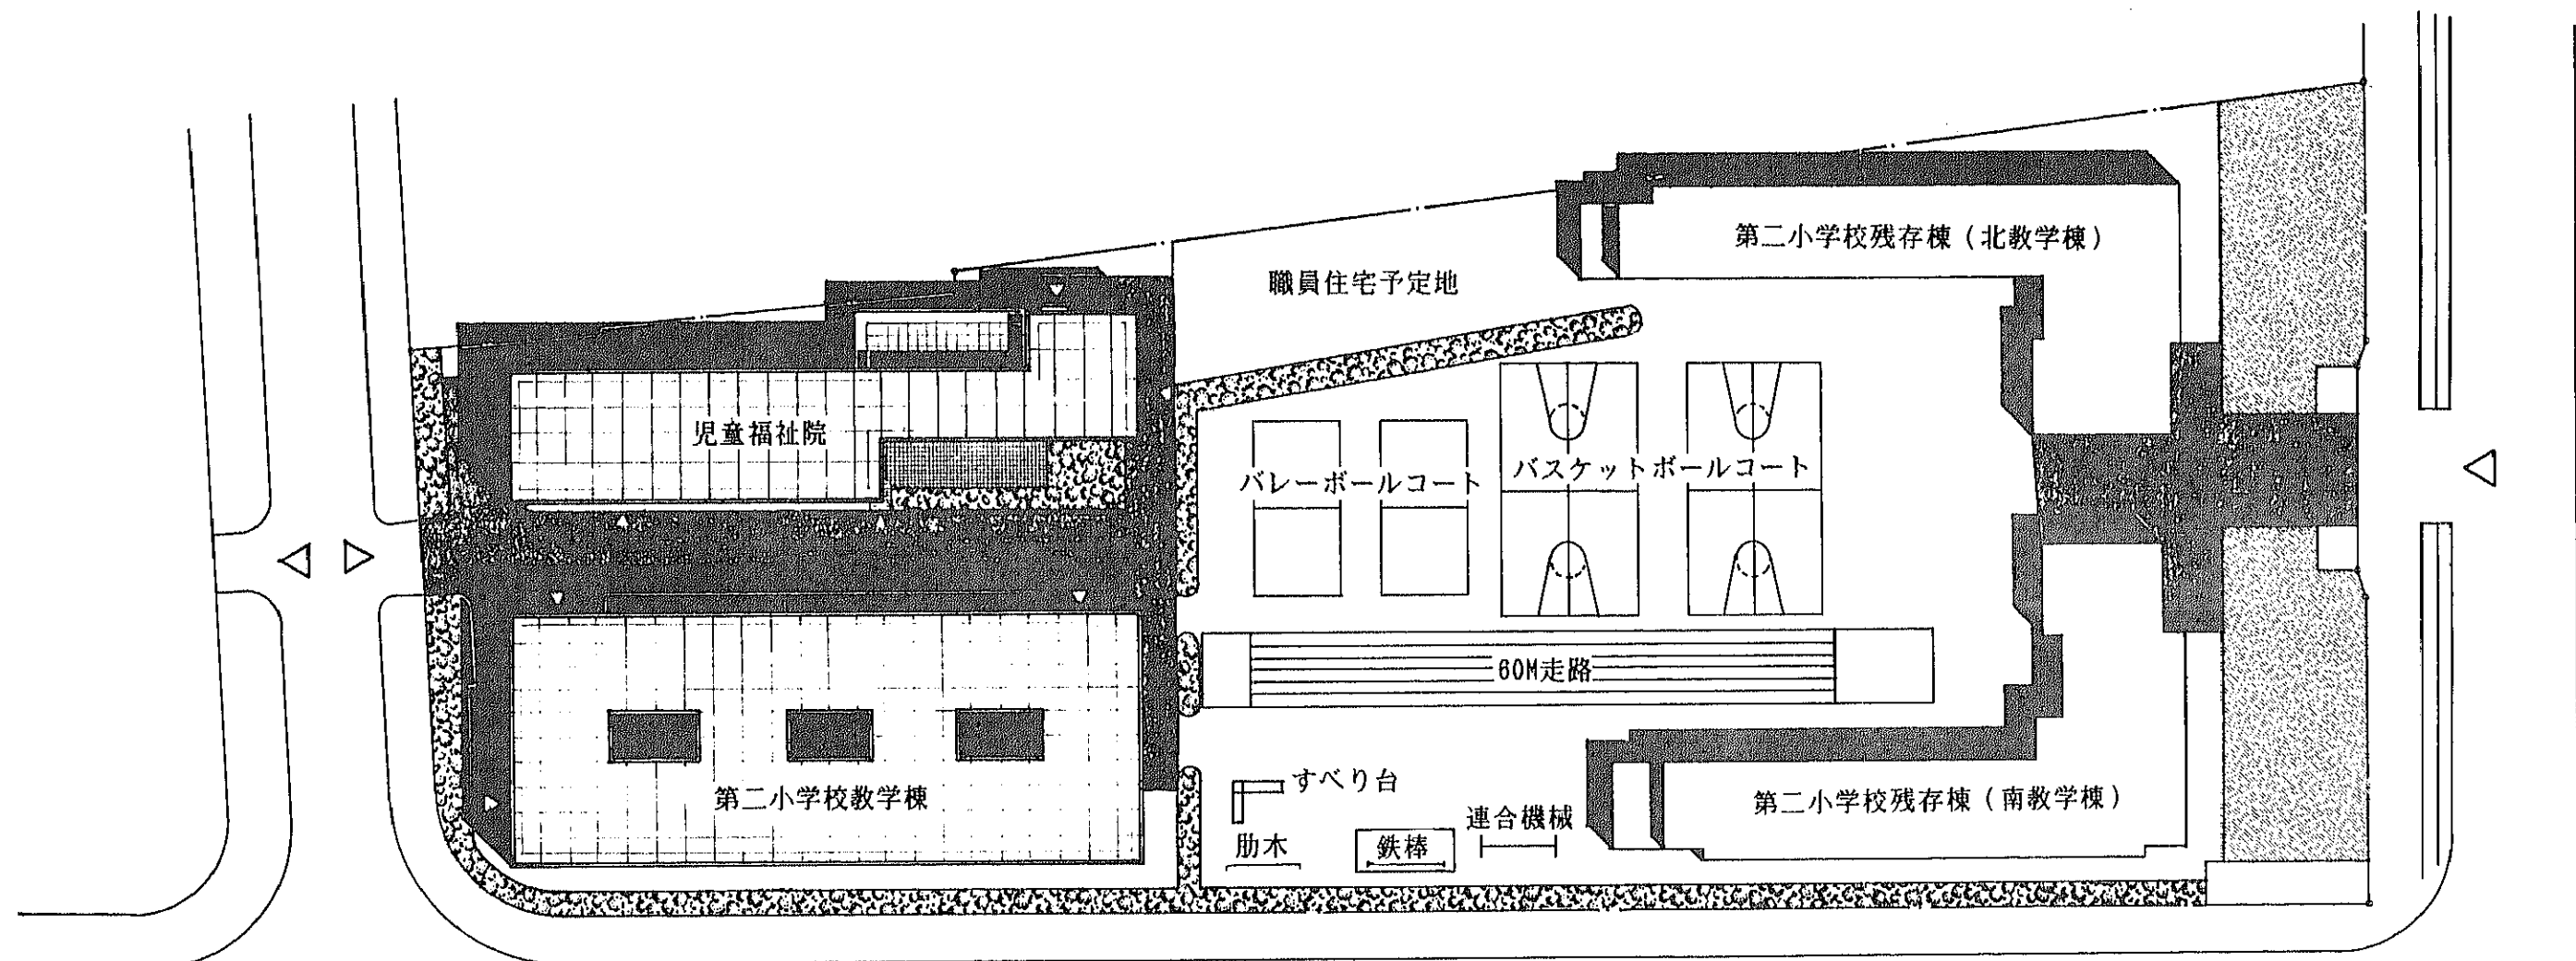 第二小学校残存棟（北教学棟）
職員住宅予定地
児童福祉院
バレーボールコート
バスケットボールコート
60M走路
第二小学校教学棟
すべり台
連合機械
肋木
鉄棒
第二小学校残存棟（南教学棟）